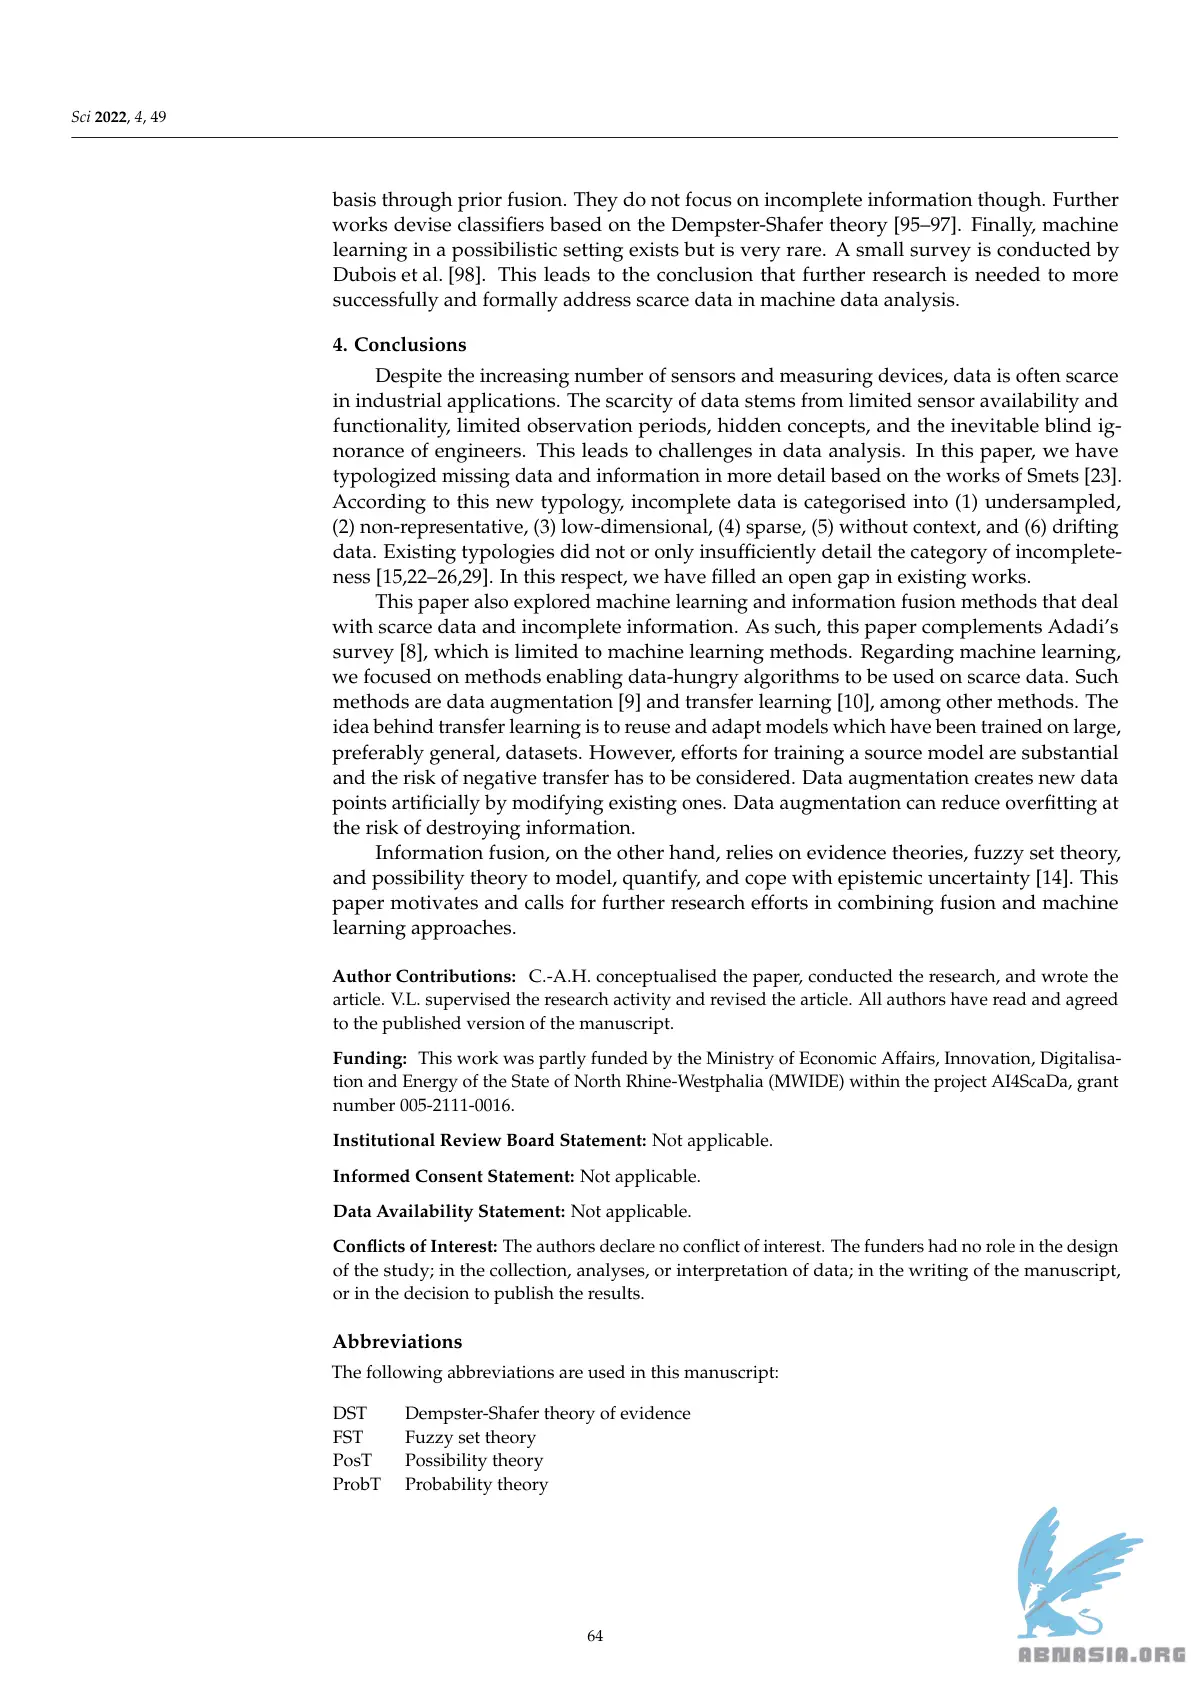 Sci 2022, 4, 49
basis through prior fusion. They do not focus on incomplete information though. Further
works devise classifiers based on the Dempster-Shafer theory [95–97]. Finally, machine
learning in a possibilistic setting exists but is very rare. A small survey is conducted by
Dubois et al. [98]. This leads to the conclusion that further research is needed to more
successfully and formally address scarce data in machine data analysis.
4. Conclusions
Despite the increasing number of sensors and measuring devices, data is often scarce
in industrial applications. The scarcity of data stems from limited sensor availability and
functionality, limited observation periods, hidden concepts, and the inevitable blind ig-
norance of engineers. This leads to challenges in data analysis. In this paper, we have
typologized missing data and information in more detail based on the works of Smets [23].
According to this new typology, incomplete data is categorised into (1) undersampled,
(2) non-representative, (3) low-dimensional, (4) sparse, (5) without context, and (6) drifting
data. Existing typologies did not or only insufficiently detail the category of incomplete-
ness [15,22–26,29]. In this respect, we have filled an open gap in existing works.
This paper also explored machine learning and information fusion methods that deal
with scarce data and incomplete information. As such, this paper complements Adadi's
survey [8], which is limited to machine learning methods. Regarding machine learning,
we focused on methods enabling data-hungry algorithms to be used on scarce data. Such
methods are data augmentation [9] and transfer learning [10], among other methods. The
idea behind transfer learning is to reuse and adapt models which have been trained on large,
preferably general, datasets. However, efforts for training a source model are substantial
and the risk of negative transfer has to be considered. Data augmentation creates new data
points artificially by modifying existing ones. Data augmentation can reduce overfitting at
the risk of destroying information.
Information fusion, on the other hand, relies on evidence theories, fuzzy set theory,
and possibility theory to model, quantify, and cope with epistemic uncertainty [14]. This
paper motivates and calls for further research efforts in combining fusion and machine
learning approaches.
Author Contributions: C.-A.H. conceptualised the paper, conducted the research, and wrote the
article. V.L. supervised the research activity and revised the article. All authors have read and agreed
to the published version of the manuscript.
Funding: This work was partly funded by the Ministry of Economic Affairs, Innovation, Digitalisa-
tion and Energy of the State of North Rhine-Westphalia (MWIDE) within the project AI4ScaDa, grant
number 005-2111-0016.
Institutional Review Board Statement: Not applicable.
Informed Consent Statement: Not applicable.
Data Availability Statement: Not applicable.
Conflicts of Interest: The authors declare no conflict of interest. The funders had no role in the design
of the study; in the collection, analyses, or interpretation of data; in the writing of the manuscript,
or in the decision to publish the results.
Abbreviations
The following abbreviations are used in this manuscript:
DST Dempster-Shafer theory of evidence
FST Fuzzy set theory
PosT Possibility theory
ProbT Probability theory
64
ABNASIA.ORG